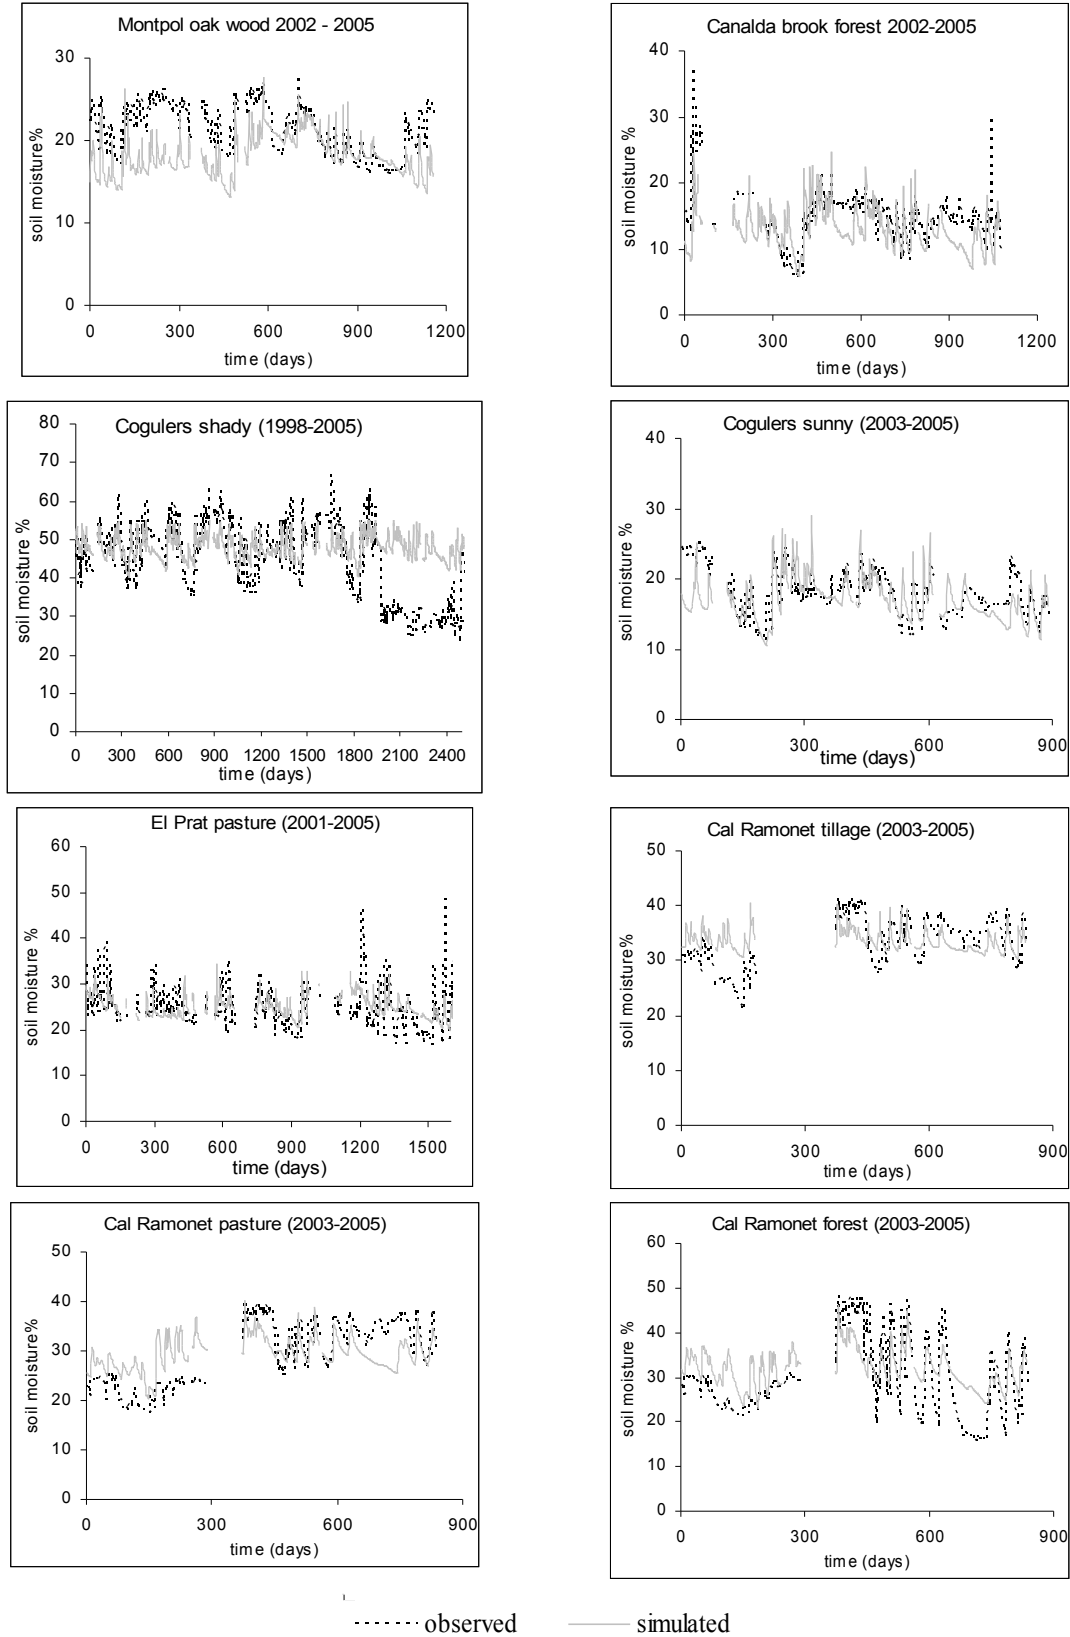 Montpol oak wood 2002 - 2005
30
20
10
0
soil moisture%
0 300 600 900 1200
time (days)
Canalda brook forest 2002-2005
40
30
20
10
0
soil moisture %
0 300 600 900 1200
time (days)
Cogulers shady (1998-2005)
80
70
60
50
40
30
20
10
0
soil moisture %
0 300 600 900 1200 1500 1800 2100 2400
time (days)
Cogulers sunny (2003-2005)
40
30
20
10
0
soil moisture %
0 300 600 900
time (days)
El Prat pasture (2001-2005)
60
50
40
30
20
10
0
soil moisture %
0 300 600 900 1200 1500
time (days)
Cal Ramonet tillage (2003-2005)
50
40
30
20
10
0
soil moisture %
0 300 600 900
time (days)
Cal Ramonet pasture (2003-2005)
50
40
30
20
10
0
soil moisture%
0 300 600 900
time (days)
Cal Ramonet forest (2003-2005)
60
50
40
30
20
10
0
soil moisture %
0 300 600 900
time (days)
observed simulated